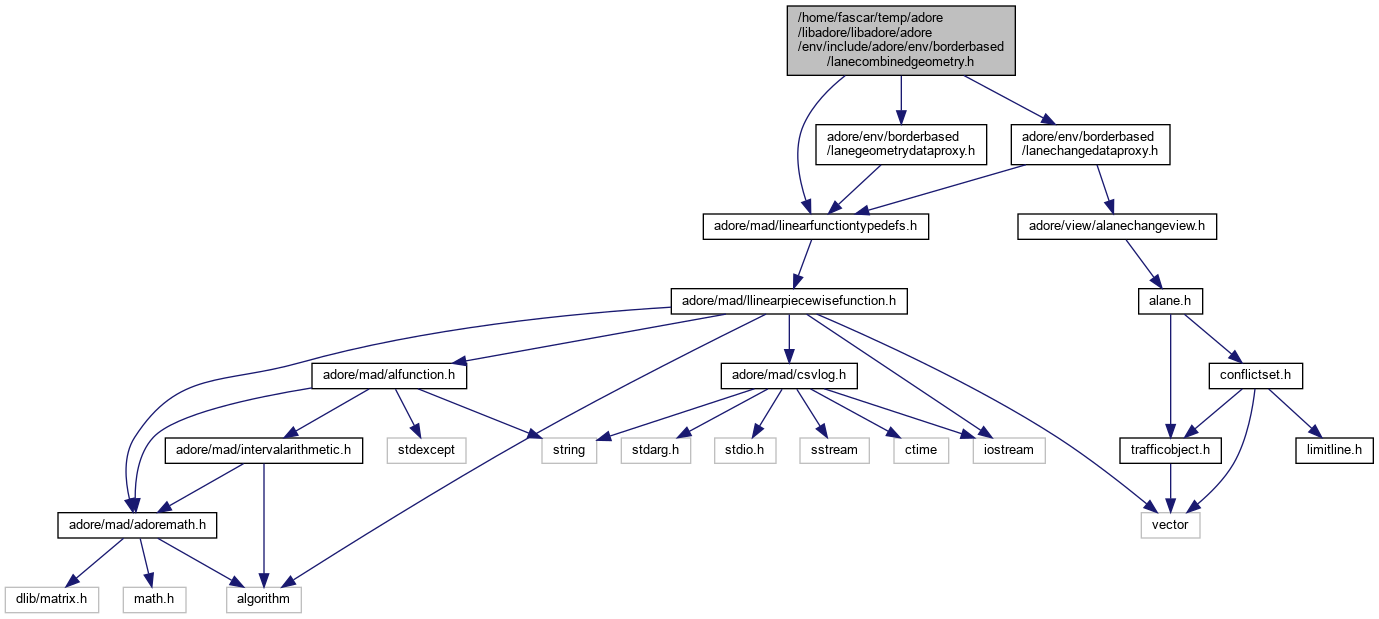 /home/fascar/temp/adore
/libadore/libadore/adore
/env/include/adore/env/borderbased
/lanecombinedgeometry.h
adore/env/borderbased
/lanegeometrydataproxy.h
adore/env/borderbased
/lanechangedataproxy.h
adore/mad/linearfunctiontypedefs.h
adore/view/alanechangeview.h
adore/mad/llinearpiecewisefunction.h
alane.h
adore/mad/alfunction.h
adore/mad/csvlog.h
conflictset.h
adore/mad/intervalarithmetic.h
stdexcept
string
stdarg.h
stdio.h
sstream
ctime
iostream
trafficobject.h
limitline.h
adore/mad/adoremath.h
vector
dlib/matrix.h
math.h
algorithm